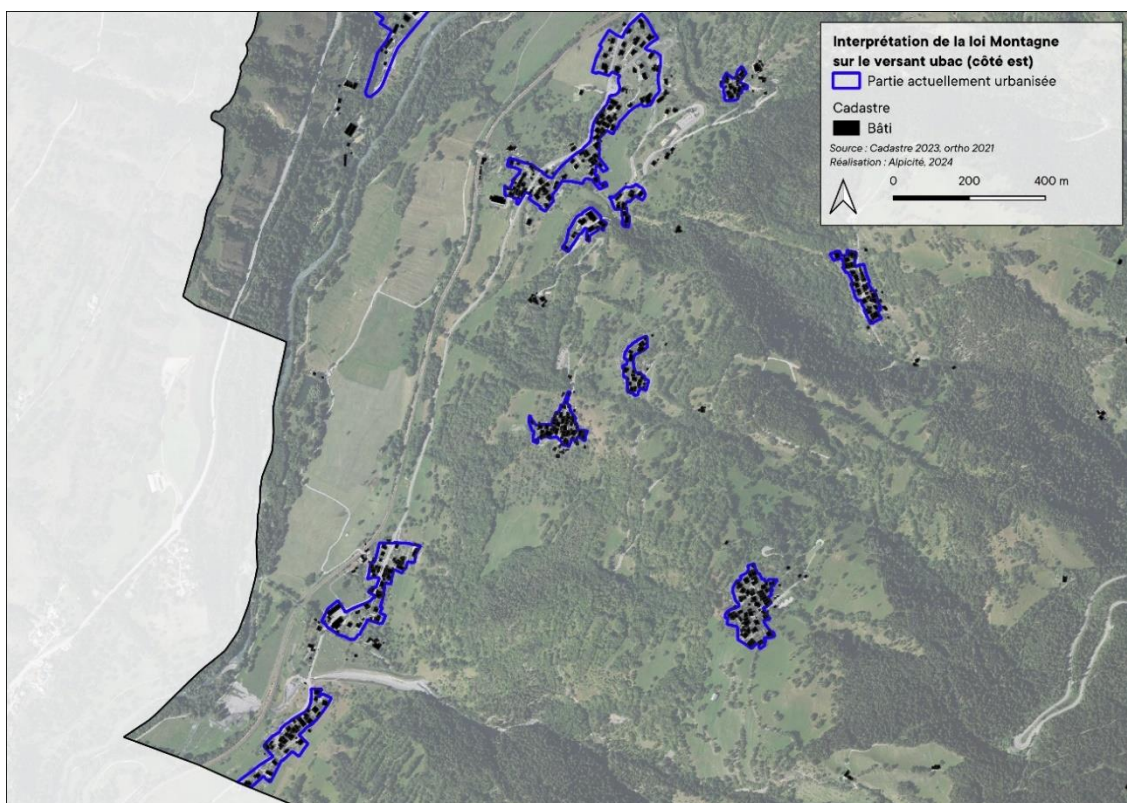 Interprétation de la loi Montagne
sur le versant ubac (côté est)
Partie actuellement urbanisée
Cadastre
Bâti
Source : Cadastre 2023, ortho 2021
Réalisation : Alpicité, 2024
0 200 400 m